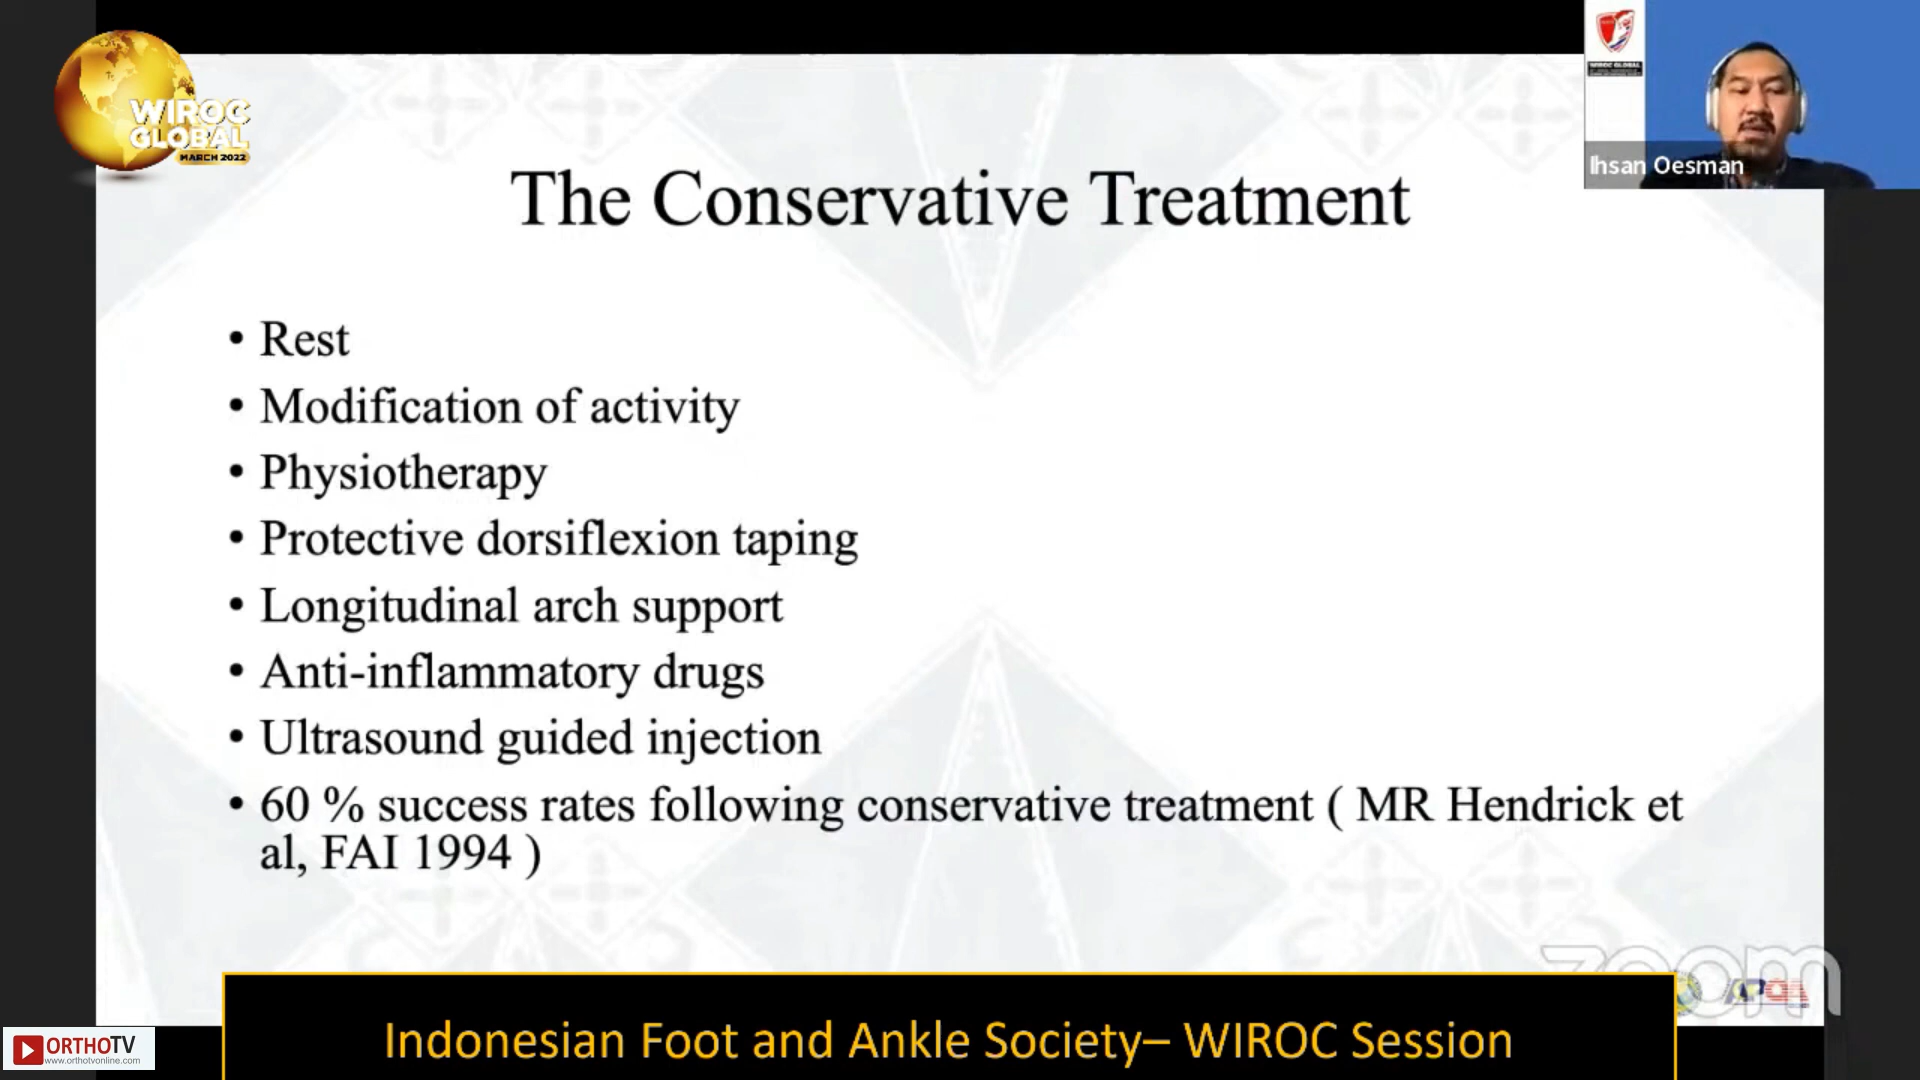 WIROC
GLOBAL
MARCH 2022
WIROC GLOBAL
Ihsan Oesman
The Conservative Treatment
• Rest
• Modification of activity
• Physiotherapy
• Protective dorsiflexion taping
• Longitudinal arch support
• Anti-inflammatory drugs
• Ultrasound guided injection
• 60 % success rates following conservative treatment ( MR Hendrick et
al, FAI 1994 )
zoom
Indonesian Foot and Ankle Society– WIROC Session
ORTHOTV
www.orthotvonline.com